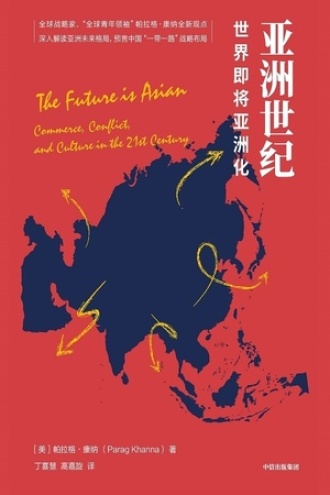 全球战略家、“全球青年领袖”帕拉格·康纳全新观点
深入解读亚洲未来格局，预言中国“一带一路”战略布局
亚洲世纪
世界即将亚洲化
The Future is Asian
Commerce, Conflict,
and Culture in the 21st Century
［美］帕拉格·康纳（Parag Khanna）著
丁喜慧 高嘉旋 译
中信出版集团